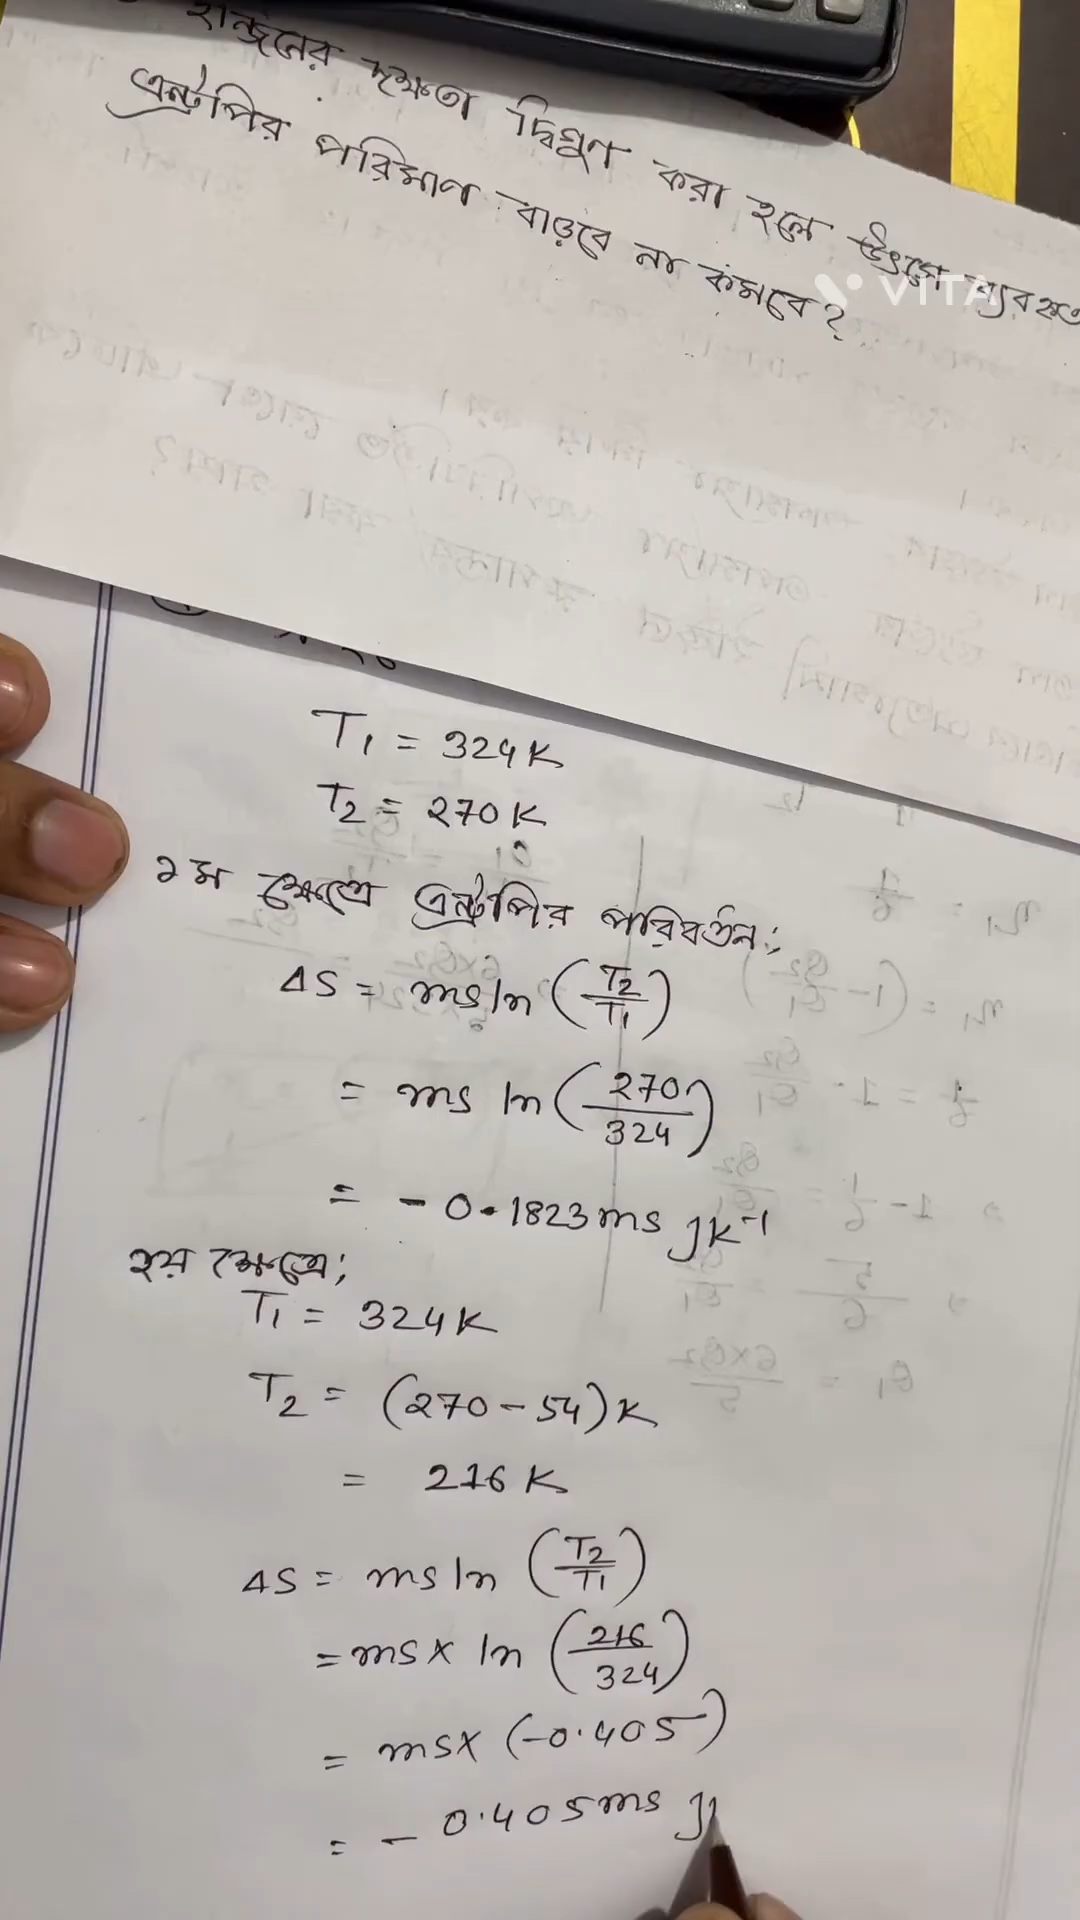 ইঞ্জিনের দক্ষতা দ্বিগুণ করা হলে উৎসে ব্যবহৃত
এন্ট্রপির পরিমাণ বাড়বে না কমবে?
VITA
T₁ = 324K
T₂ = 270K
১ম ক্ষেত্রে এন্ট্রপির পরিবর্তন;
ΔS = ms ln (T₂/T₁)
= ms ln (270/324)
= - 0.1823 ms JK⁻¹
২য় ক্ষেত্রে;
T₁ = 324K
T₂ = (270-54)K
= 216 K
ΔS = ms ln (T₂/T₁)
= ms x ln (216/324)
= ms x (-0.405)
= - 0.405 ms J